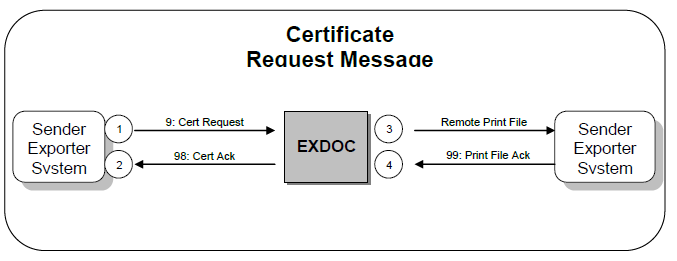 Certificate
Request Message
Sender
Exporter
System
1
2
9: Cert Request
98: Cert Ack
EXDOC
3
4
Remote Print File
99: Print File Ack
Sender
Exporter
System